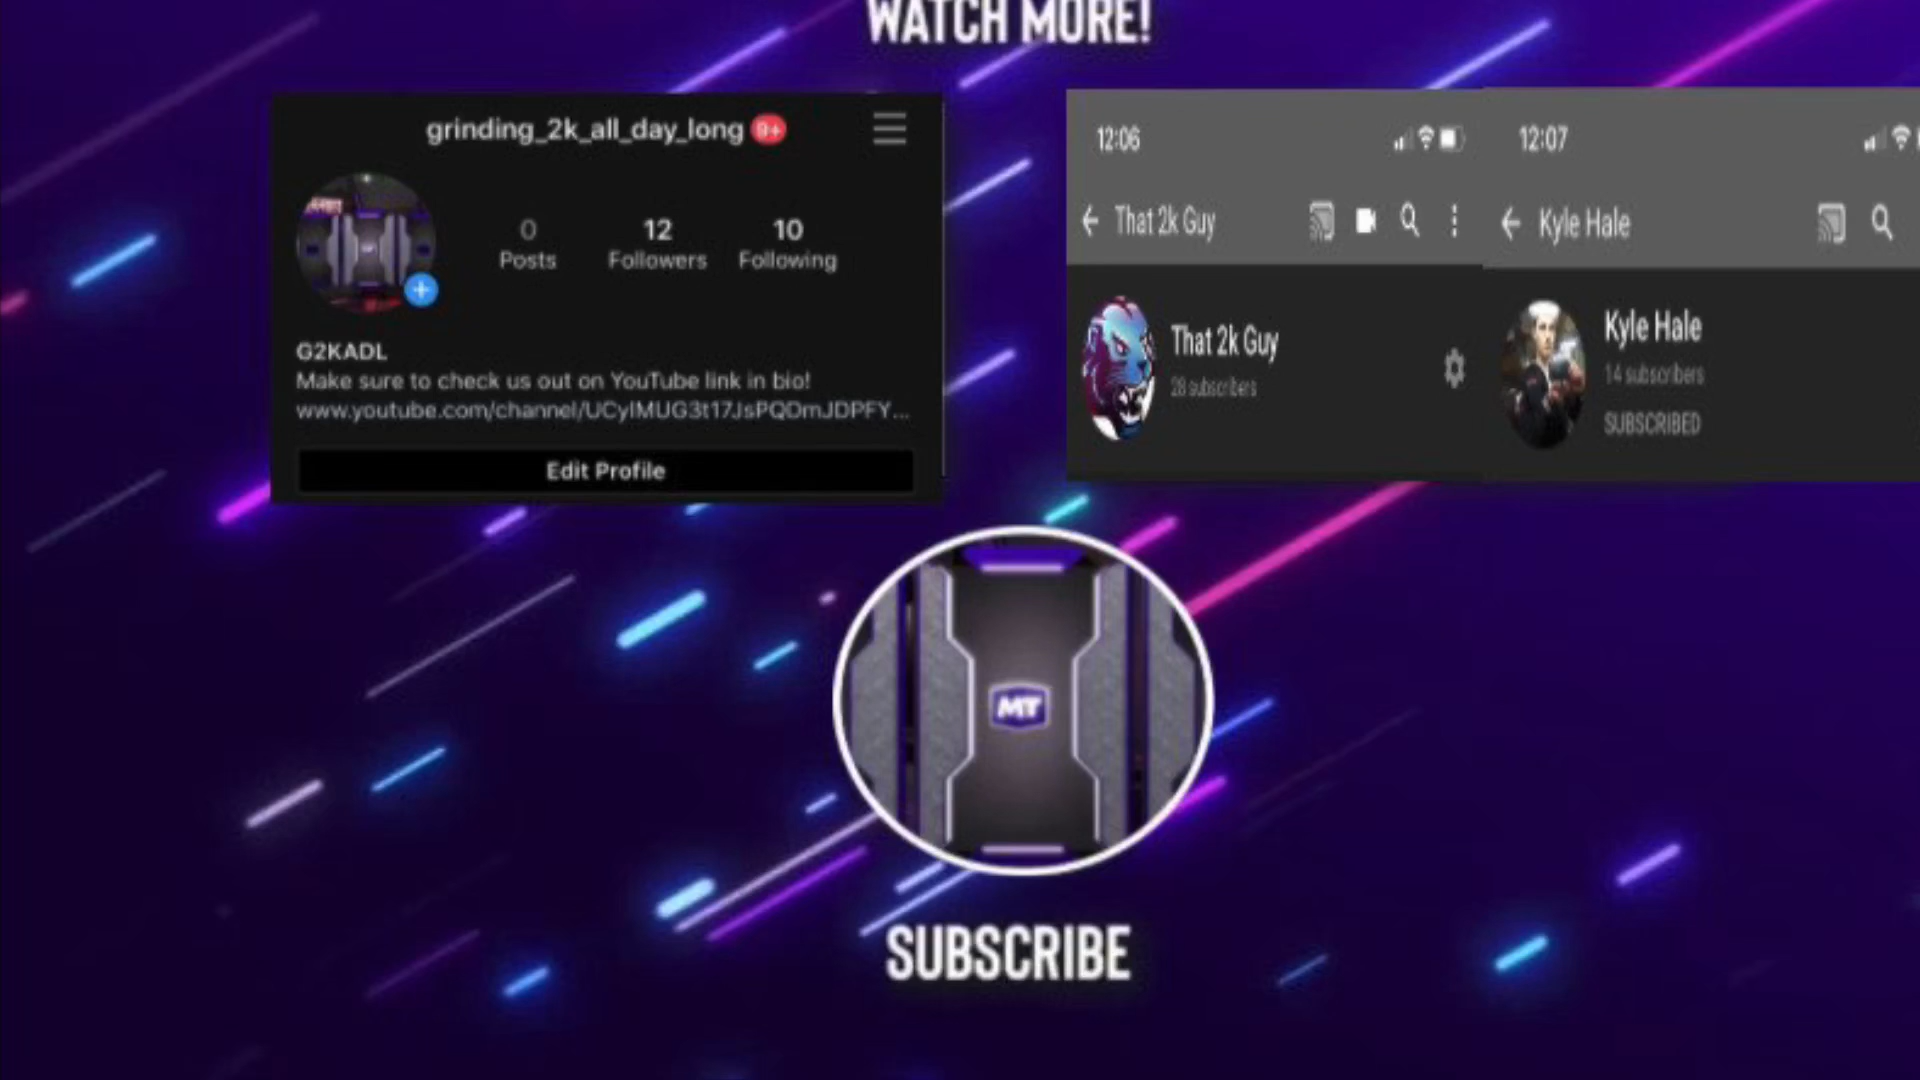 WATCH MORE!
grinding_2k_all_day_long 9+
0 12 10
Posts Followers Following
G2KADL
Make sure to check us out on YouTube link in bio!
www.youtube.com/channel/UCylMUG3t17JsPQDmJDPFY...
Edit Profile
12:06
That 2k Guy
That 2k Guy
28 subscribers
12:07
Kyle Hale
Kyle Hale
14 subscribers
SUBSCRIBED
MT
SUBSCRIBE